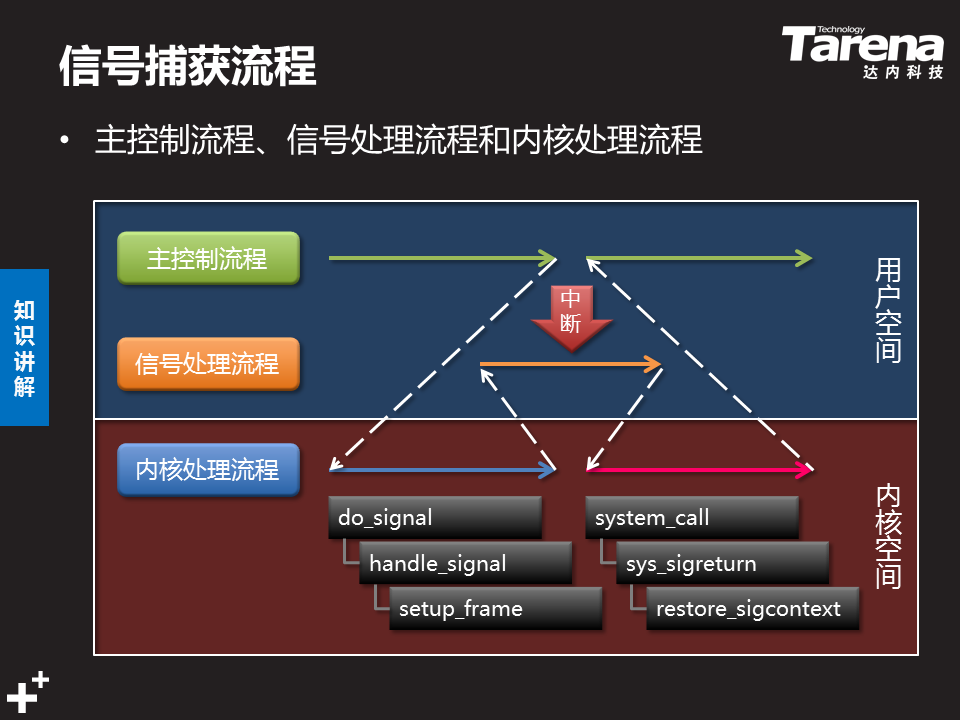 信号捕获流程
Technology
Tarena
达内科技
• 主控制流程、信号处理流程和内核处理流程
知识讲解
主控制流程
中断
用户空间
信号处理流程
内核处理流程
内核空间
do_signal
system_call
handle_signal
sys_sigreturn
setup_frame
restore_sigcontext